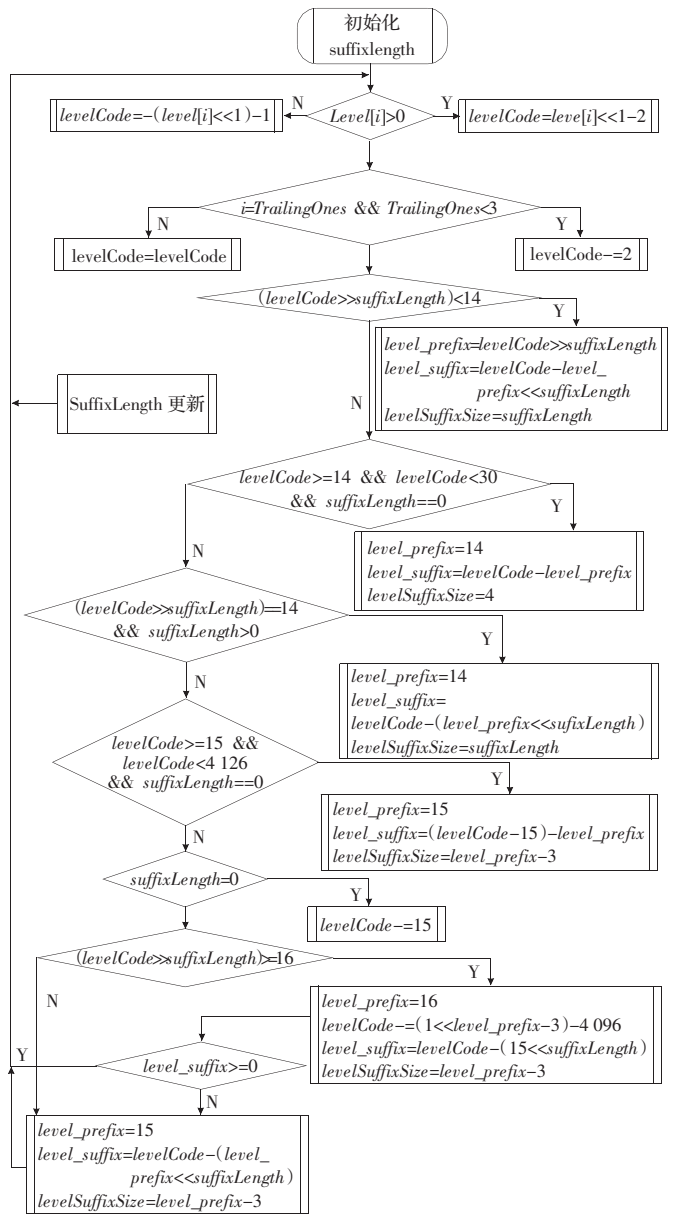 初始化
suffixlength
N
Y
levelCode=-(level[i]<<1)-1
Level[i]>0
levelCode=leve[i]<<1-2
i=TrailingOnes && TrailingOnes<3
N
Y
levelCode=levelCode
levelCode-=2
(levelCode>>suffixLength)<14
Y
level_prefix=levelCode>>suffixLength
level_suffix=levelCode-level_
prefix<<suffixLength
levelSuffixSize=suffixLength
SuffixLength 更新
N
levelCode>=14 && levelCode<30
&& suffixLength==0
Y
N
level_prefix=14
level_suffix=levelCode-level_prefix
levelSuffixSize=4
(levelCode>>suffixLength)==14
&& suffixLength>0
Y
N
level_prefix=14
level_suffix=
levelCode-(level_prefix<<sufixLength)
levelSuffixSize=suffixLength
levelCode>=15 &&
levelCode<4 126
&& suffixLength==0
Y
level_prefix=15
level_suffix=(levelCode-15)-level_prefix
levelSuffixSize=level_prefix-3
N
suffixLength=0
Y
levelCode-=15
(levelCode>>suffixLength)>=16
Y
N
level_prefix=16
levelCode-=(1<<level_prefix-3)-4 096
level_suffix=levelCode-(15<<suffixLength)
levelSuffixSize=level_prefix-3
Y
level_suffix>=0
N
level_prefix=15
level_suffix=levelCode-(level_
prefix<<suffixLength)
levelSuffixSize=level_prefix-3